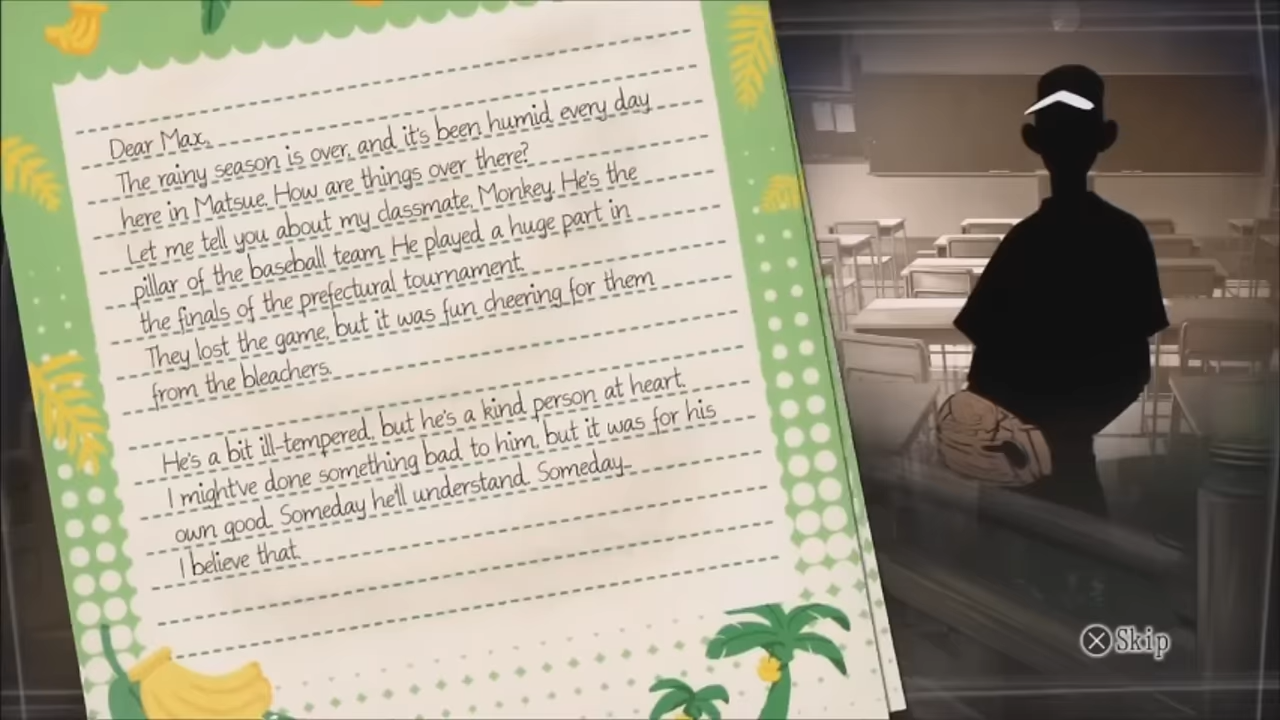 Dear Max,
The rainy season is over, and it's been humid every day
here in Matsue. How are things over there?
Let me tell you about my classmate, Monkey. He's the
pillar of the baseball team. He played a huge part in
the finals of the prefectural tournament.
They lost the game, but it was fun cheering for them
from the bleachers.
He's a bit ill-tempered, but he's a kind person at heart.
I might've done something bad to him, but it was for his
own good. Someday he'll understand. Someday...
I believe that.
Skip